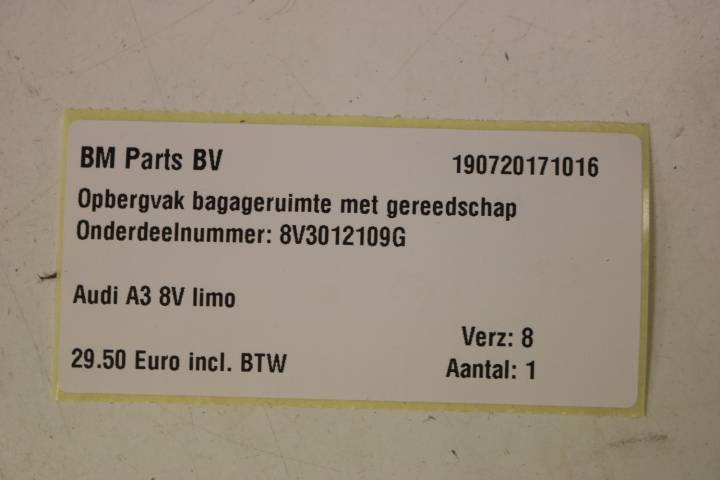 BM Parts BV 190720171016
Opbergvak bagageruimte met gereedschap
Onderdeelnummer: 8V3012109G
Audi A3 8V limo
Verz: 8
29.50 Euro incl. BTW Aantal: 1